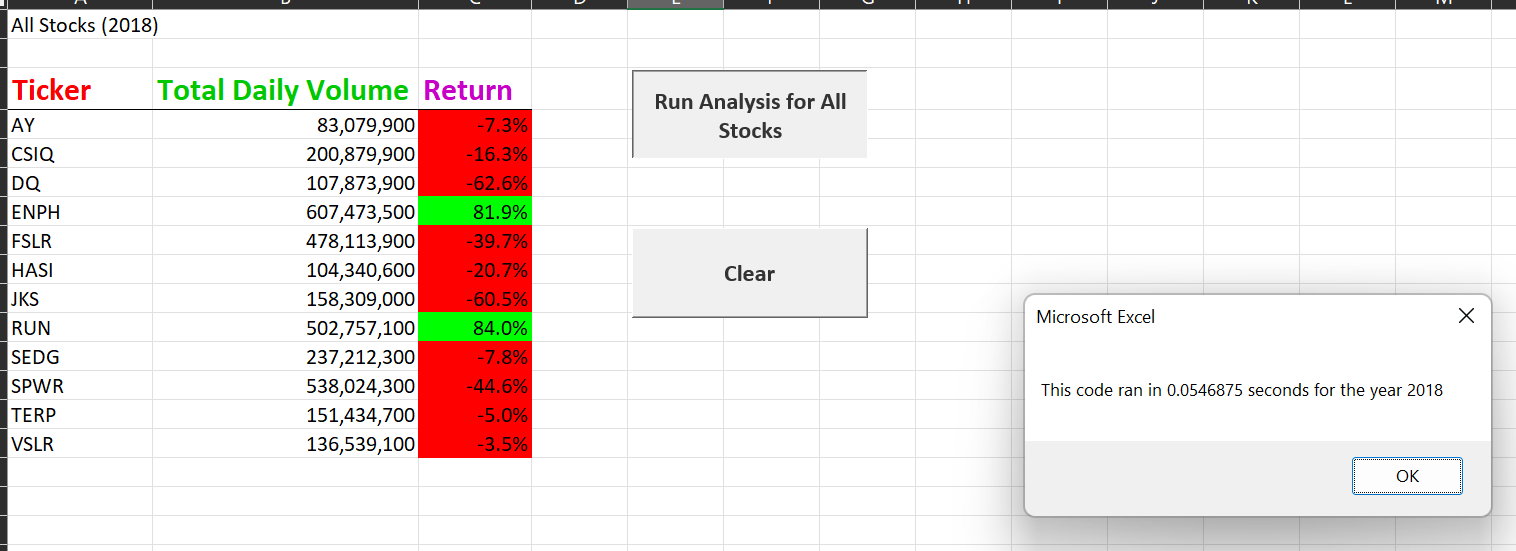 All Stocks (2018)
Ticker Total Daily Volume Return
AY 83,079,900 -7.3%
CSIQ 200,879,900 -16.3%
DQ 107,873,900 -62.6%
ENPH 607,473,500 81.9%
FSLR 478,113,900 -39.7%
HASI 104,340,600 -20.7%
JKS 158,309,000 -60.5%
RUN 502,757,100 84.0%
SEDG 237,212,300 -7.8%
SPWR 538,024,300 -44.6%
TERP 151,434,700 -5.0%
VSLR 136,539,100 -3.5%
Run Analysis for All
Stocks
Clear
Microsoft Excel
This code ran in 0.0546875 seconds for the year 2018
OK